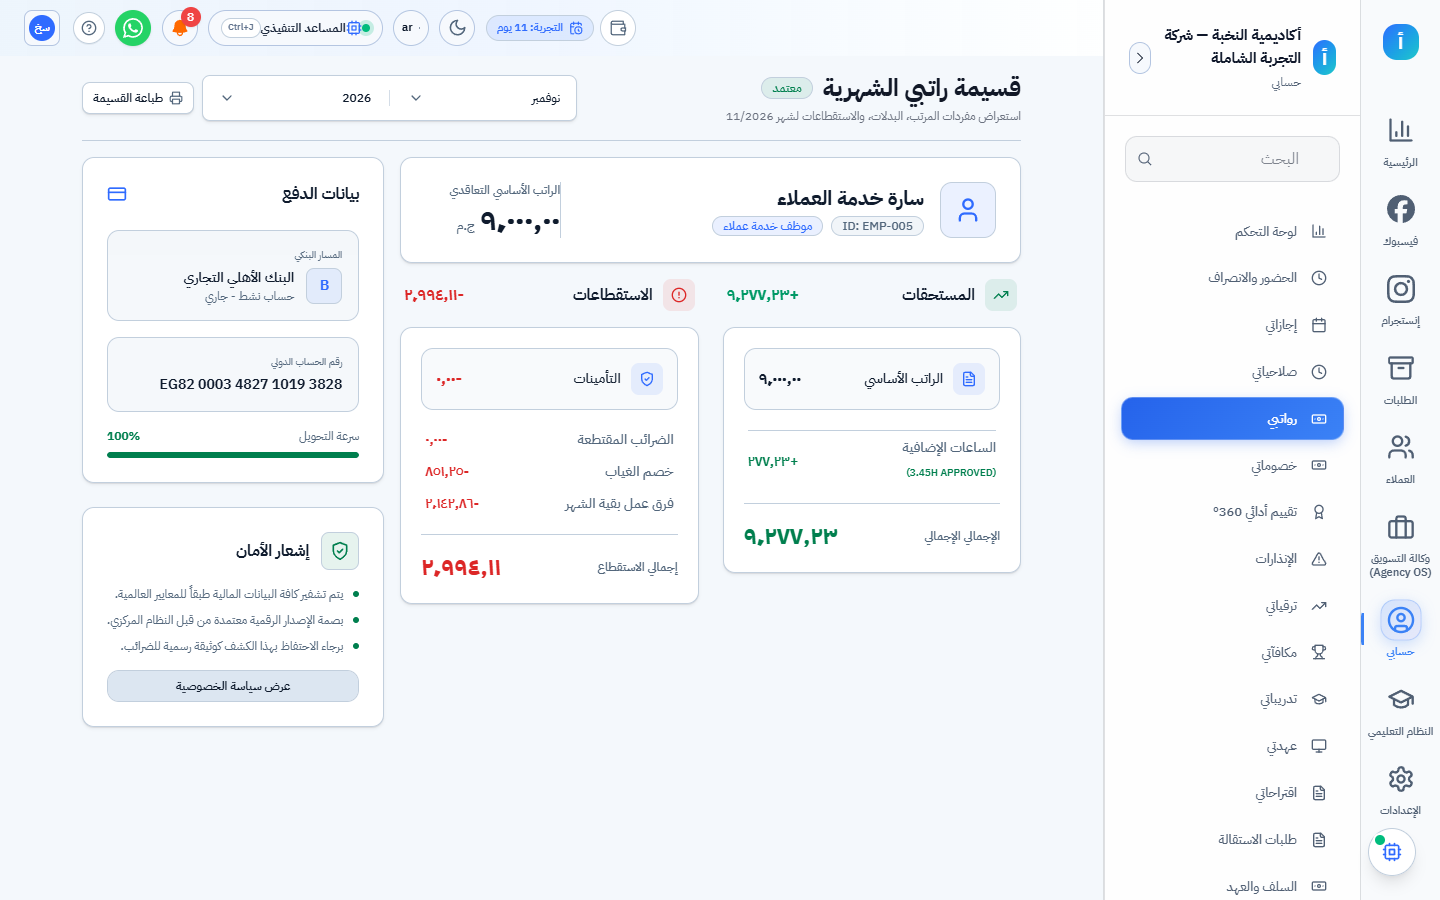 أ
الرئيسية
فيسبوك
إنستجرام
الطلبات
العملاء
وكالة التسويق
(Agency OS)
حسابي
النظام التعليمي
الإعدادات
أ
أكاديمية النخبة — شركة
التجربة الشاملة
حسابي
البحث
لوحة التحكم
الحضور والانصراف
إجازاتي
صلاحياتي
رواتبي
خصوماتي
تقييم أدائي 360°
الإنذارات
ترقياتي
مكافآتي
تدريباتي
عهدتي
اقتراحاتي
طلبات الاستقالة
السلف والعهد
التجربة: 11 يوم
ar
المساعد التنفيذي
Ctrl+J
8
سخ
قسيمة راتبي الشهرية
معتمد
استعراض مفردات المرتب، البدلات، والاستقطاعات لشهر 11/2026
نوفمبر
2026
طباعة القسيمة
سارة خدمة العملاء
ID: EMP-005
موظف خدمة عملاء
الراتب الأساسي التعاقدي
٩,٠٠٠,٠٠ ج.م
المستحقات
+٩,٢٧٧,٢٣
الراتب الأساسي
٩,٠٠٠,٠٠
الساعات الإضافية
(3.45H APPROVED)
+٢٧٧,٢٣
الإجمالي الإجمالي
٩,٢٧٧,٢٣
الاستقطاعات
-٢,٩٩٤,١١
التأمينات
-٠,٠٠
الضرائب المقتطعة
-٠,٠٠
خصم الغياب
-٨٥١,٢٥
فرق عمل بقية الشهر
-٢,١٤٢,٨٦
إجمالي الاستقطاع
٢,٩٩٤,١١
بيانات الدفع
المسار البنكي
B
البنك الأهلي التجاري
حساب نشط - جاري
رقم الحساب الدولي
EG82 0003 4827 1019 3828
سرعة التحويل
100%
إشعار الأمان
يتم تشفير كافة البيانات المالية طبقاً للمعايير العالمية.
بصمة الإصدار الرقمية معتمدة من قبل النظام المركزي.
برجاء الاحتفاظ بهذا الكشف كوثيقة رسمية للضرائب.
عرض سياسة الخصوصية